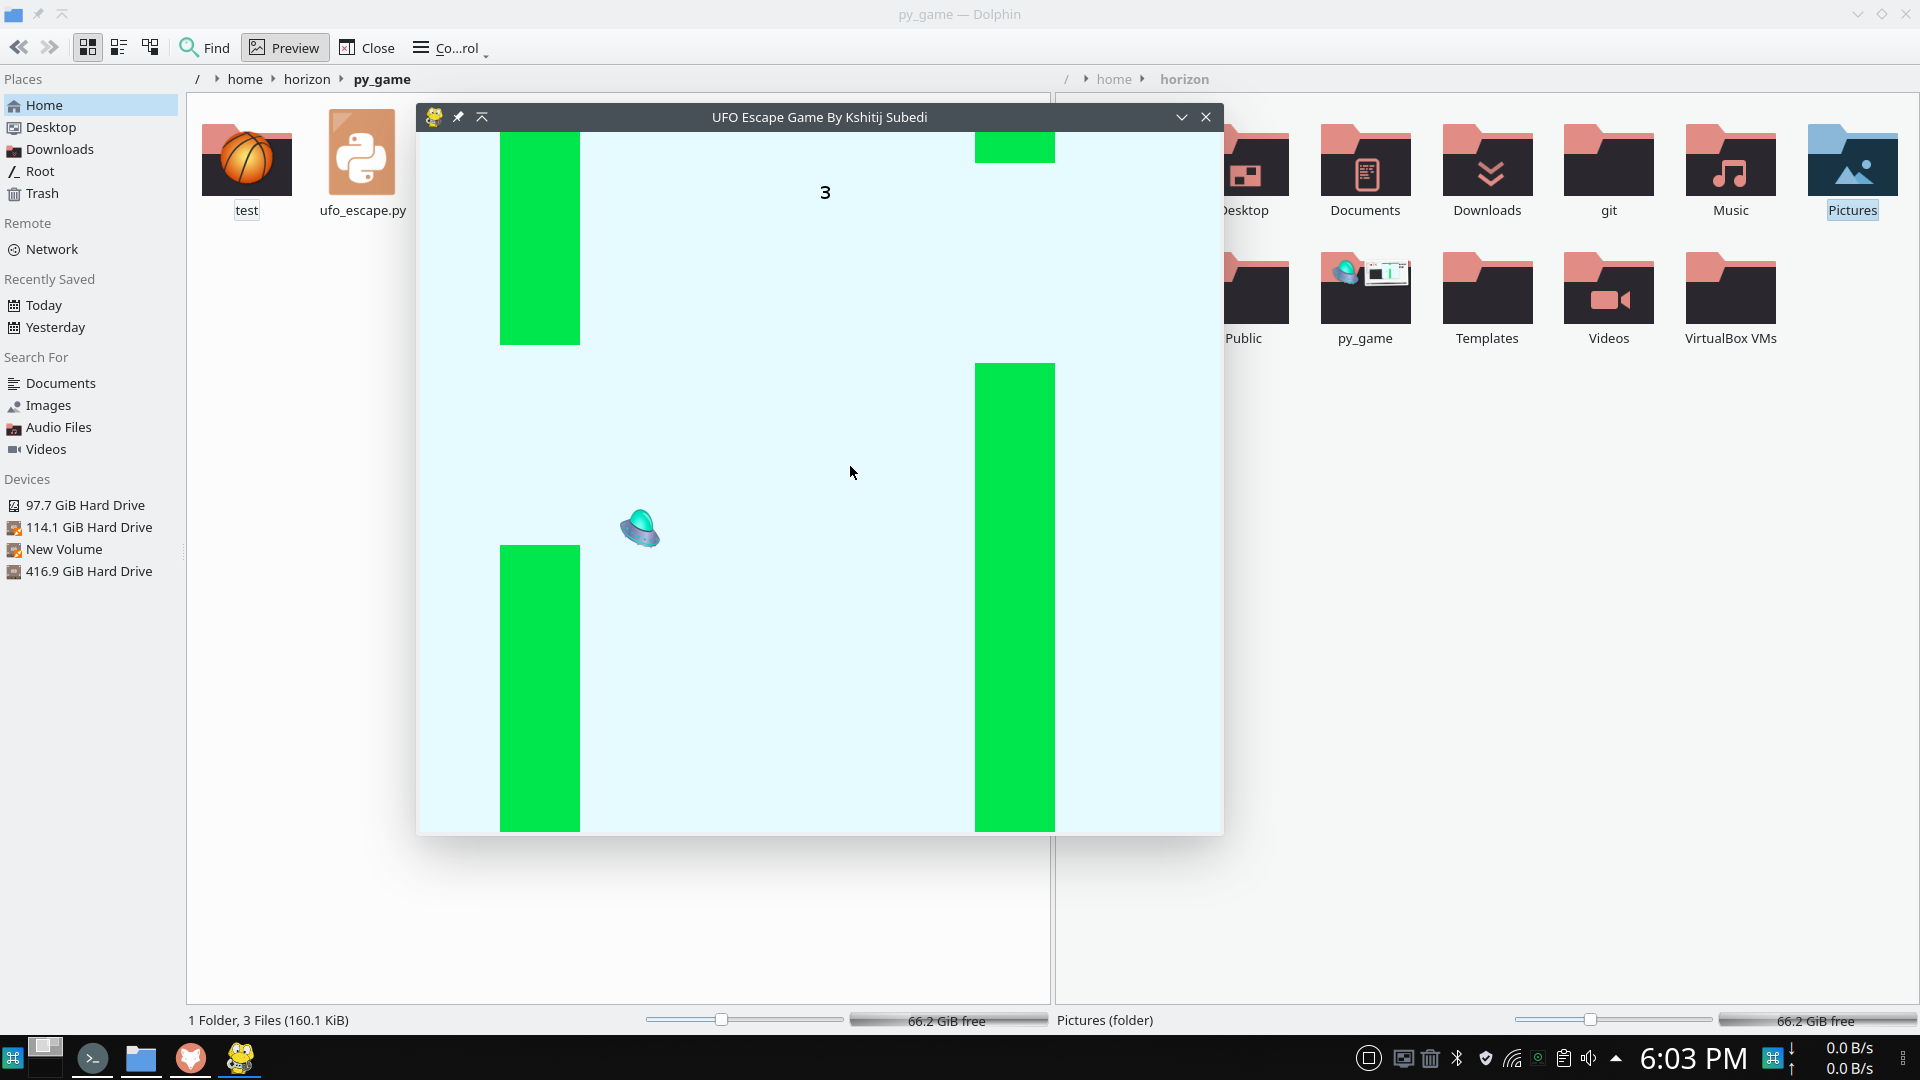 py_game — Dolphin
Find
Preview
Close
Co...rol
Places
/ home horizon py_game
/ home horizon
Home
Desktop
Downloads
Root
Trash
Remote
Network
Recently Saved
Today
Yesterday
Search For
Documents
Images
Audio Files
Videos
Devices
97.7 GiB Hard Drive
114.1 GiB Hard Drive
New Volume
416.9 GiB Hard Drive
test
ufo_escape.py
UFO Escape Game By Kshitij Subedi
3
Desktop
Documents
Downloads
git
Music
Pictures
Public
py_game
Templates
Videos
VirtualBox VMs
1 Folder, 3 Files (160.1 KiB)
66.2 GiB free
Pictures (folder)
66.2 GiB free
6:03 PM
0.0 B/s
0.0 B/s